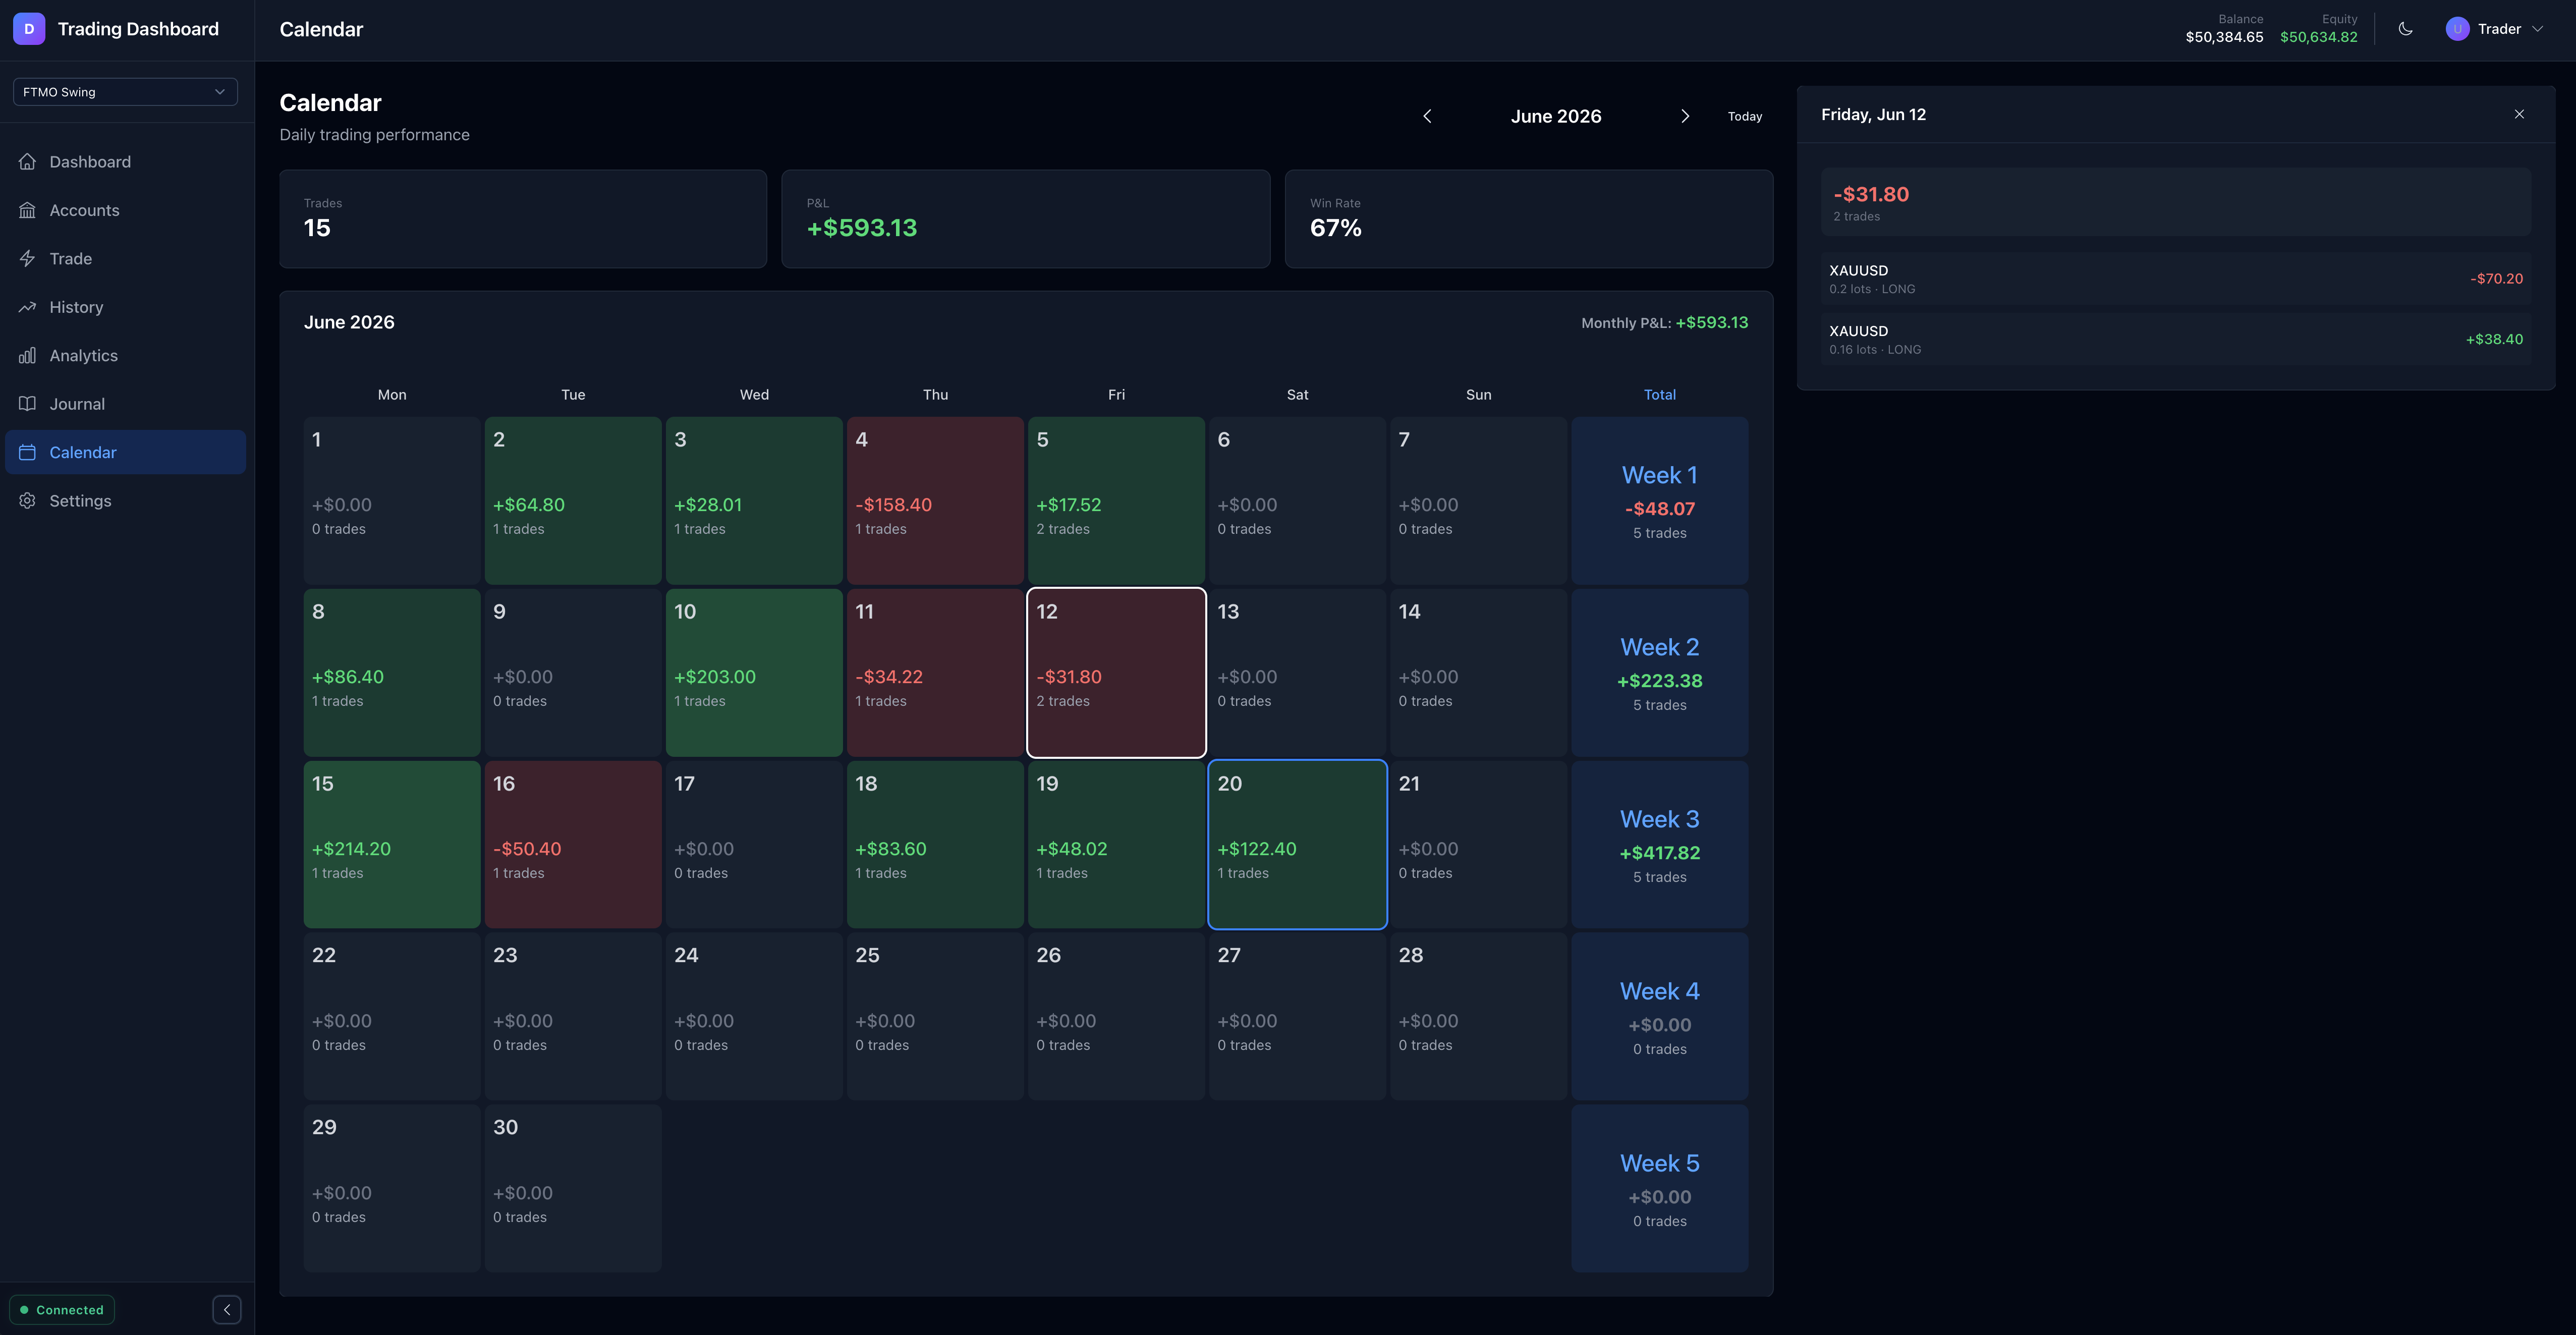 D Trading Dashboard
FTMO Swing
Dashboard
Accounts
Trade
History
Analytics
Journal
Calendar
Settings
Connected
Calendar
Balance
$50,384.65
Equity
$50,634.82
U Trader
Calendar
Daily trading performance
June 2026
Today
Trades
15
P&L
+$593.13
Win Rate
67%
June 2026
Monthly P&L: +$593.13
Mon Tue Wed Thu Fri Sat Sun Total
1 2 3 4 5 6 7 Week 1
+$0.00 +$64.80 +$28.01 -$158.40 +$17.52 +$0.00 +$0.00 -$48.07
0 trades 1 trades 1 trades 1 trades 2 trades 0 trades 0 trades 5 trades
8 9 10 11 12 13 14 Week 2
+$86.40 +$0.00 +$203.00 -$34.22 -$31.80 +$0.00 +$0.00 +$223.38
1 trades 0 trades 1 trades 1 trades 2 trades 0 trades 0 trades 5 trades
15 16 17 18 19 20 21 Week 3
+$214.20 -$50.40 +$0.00 +$83.60 +$48.02 +$122.40 +$0.00 +$417.82
1 trades 1 trades 0 trades 1 trades 1 trades 1 trades 0 trades 5 trades
22 23 24 25 26 27 28 Week 4
+$0.00 +$0.00 +$0.00 +$0.00 +$0.00 +$0.00 +$0.00 +$0.00
0 trades 0 trades 0 trades 0 trades 0 trades 0 trades 0 trades 0 trades
29 30 Week 5
+$0.00 +$0.00 +$0.00
0 trades 0 trades 0 trades
Friday, Jun 12
-$31.80
2 trades
XAUUSD
0.2 lots · LONG
-$70.20
XAUUSD
0.16 lots · LONG
+$38.40